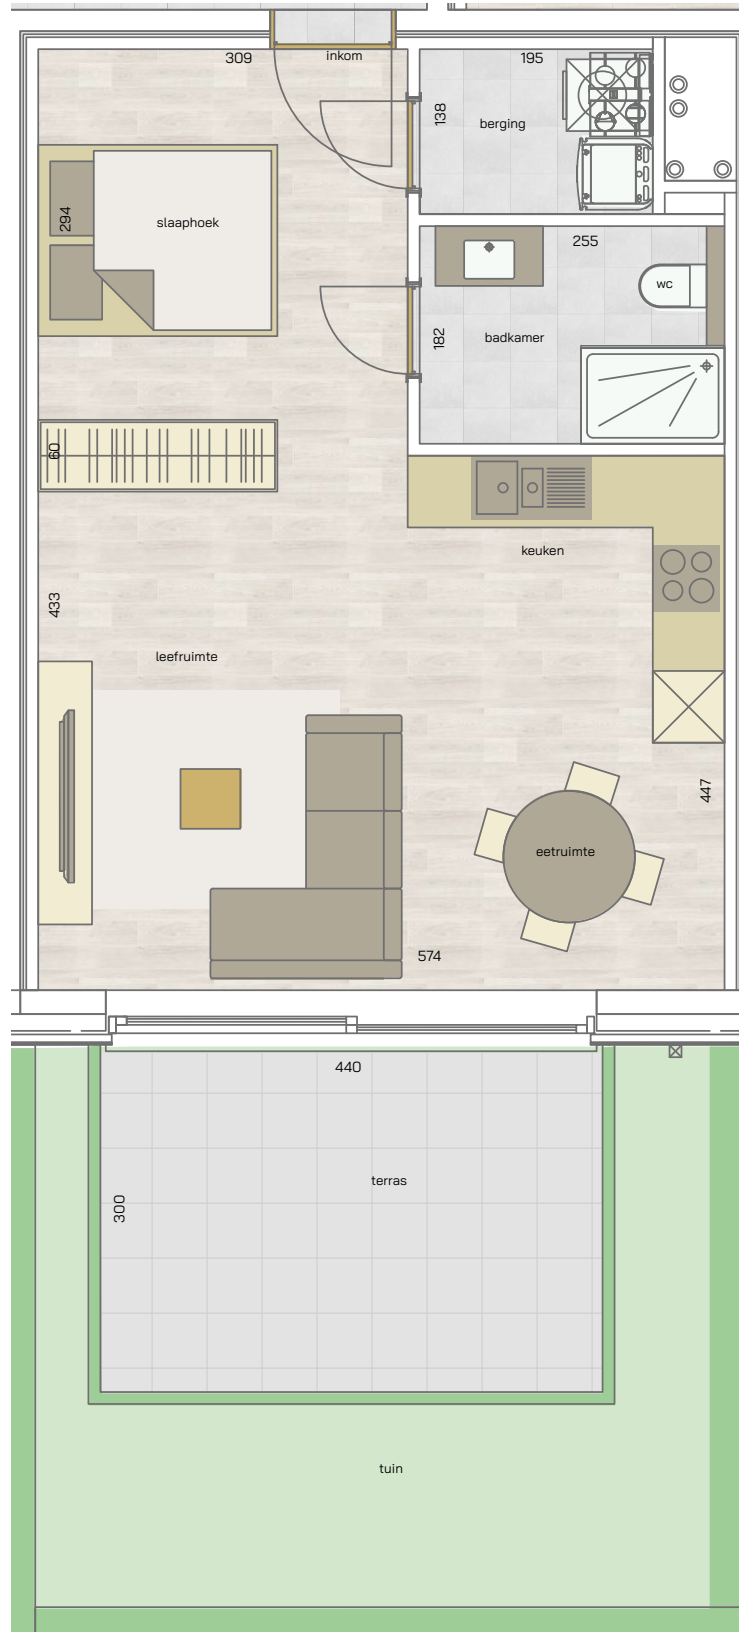 309
inkom
195
138
berging
294
slaaphoek
255
wc
182
badkamer
60
keuken
433
leefruimte
447
eetruimte
574
440
terras
300
tuin